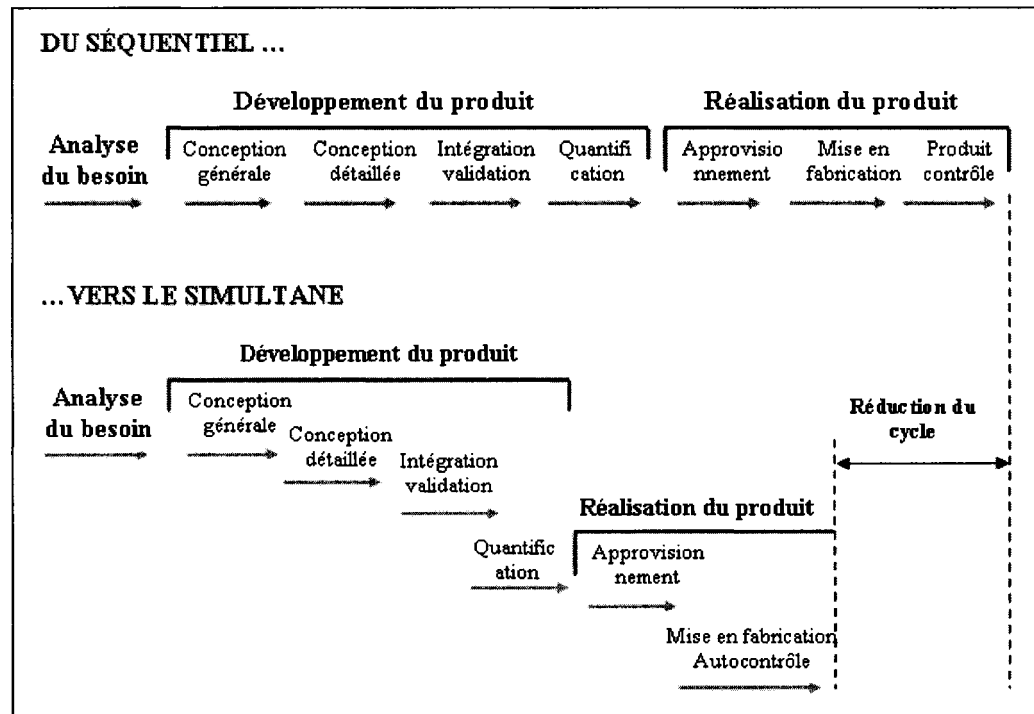 DU SÉQUENTIEL ...
Développement du produit
Réalisation du produit
Analyse
du besoin
Conception
générale
Conception
détaillée
Intégration
validation
Quantifi
cation
Approvisio
nnement
Mise en
fabrication
Produit
contrôle
...VERS LE SIMULTANE
Développement du produit
Analyse
du besoin
Conception
générale
Conception
détaillée
Intégration
validation
Quantific
ation
Réalisation du produit
Approvision
nement
Mise en fabrication
Autocontrôle
Réduction du
cycle